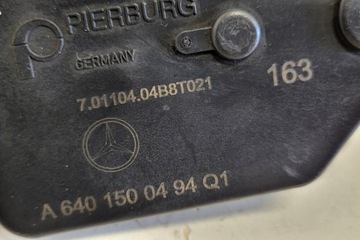 PIERBURG
GERMANY
7.01104.04B8T021
163
A 640 150 04 94 Q1